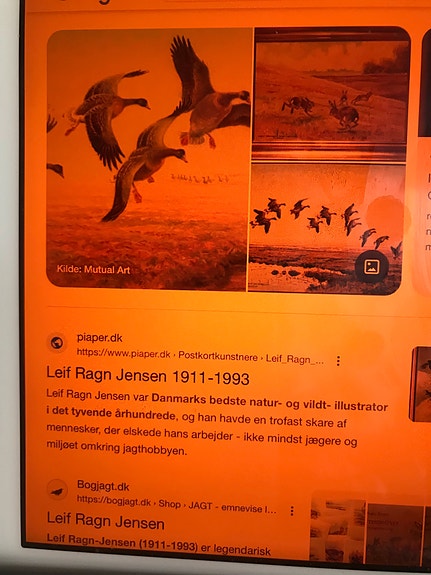 Kilde: Mutual Art
piaper.dk
https://www.piaper.dk › Postkortkunstnere › Leif_Ragn_...
Leif Ragn Jensen 1911-1993
Leif Ragn Jensen var Danmarks bedste natur- og vildt- illustrator
i det tyvende århundrede, og han havde en trofast skare af
mennesker, der elskede hans arbejder - ikke mindst jægere og
miljøet omkring jagthobbyen.
Bogjagt.dk
https://bogjagt.dk › Shop › JAGT - emnevise l...
Leif Ragn Jensen
Leif Ragn-Jensen (1911-1993) er legendarisk